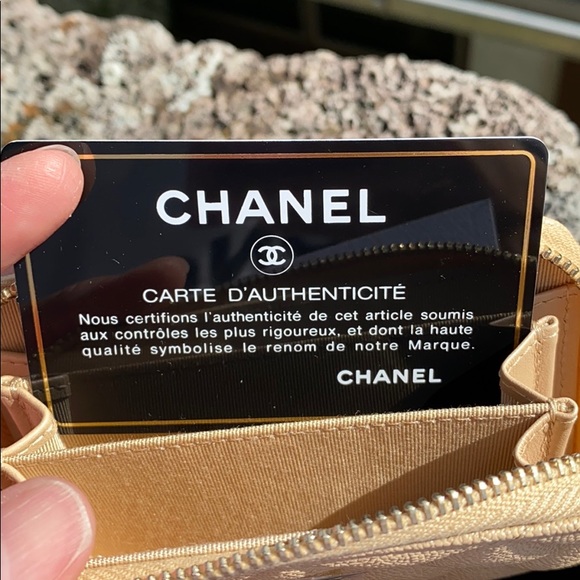 CHANEL
CARTE D'AUTHENTICITÉ
Nous certifions l'authenticité de cet article soumis
aux contrôles les plus rigoureux, et dont la haute
qualité symbolise le renom de notre Marque.
CHANEL